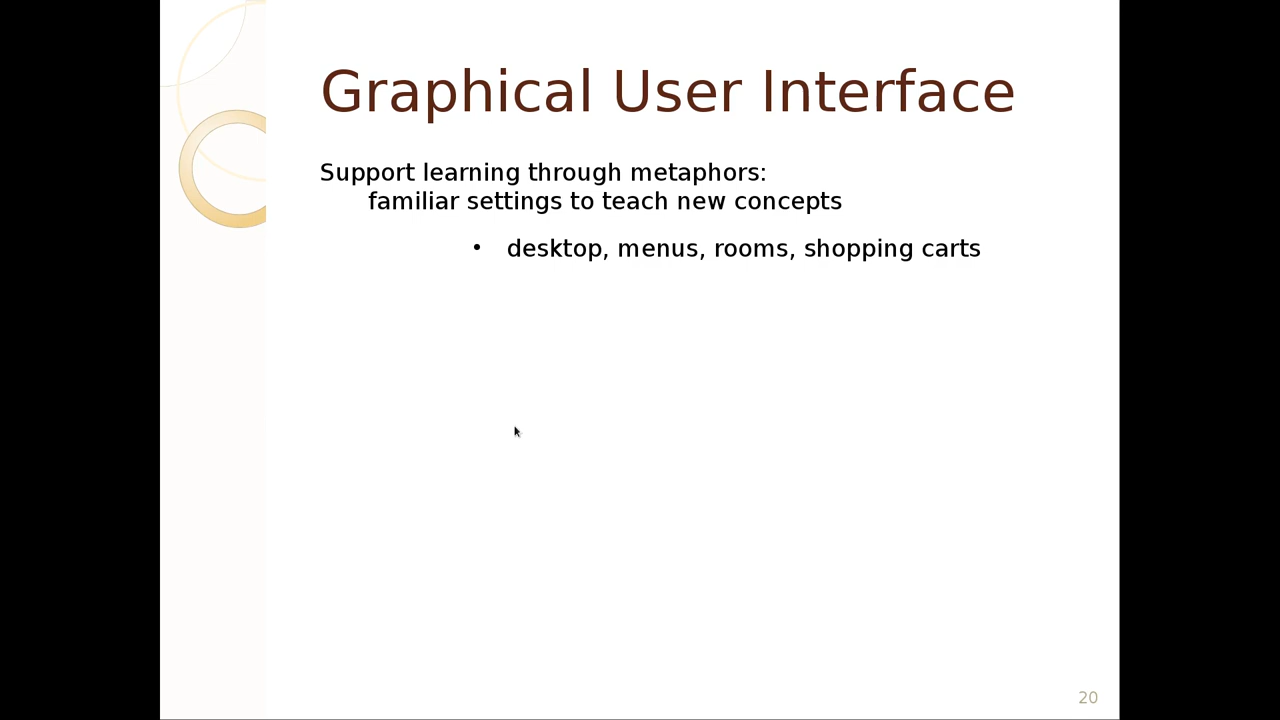 Graphical User Interface
Support learning through metaphors:
familiar settings to teach new concepts
• desktop, menus, rooms, shopping carts
20